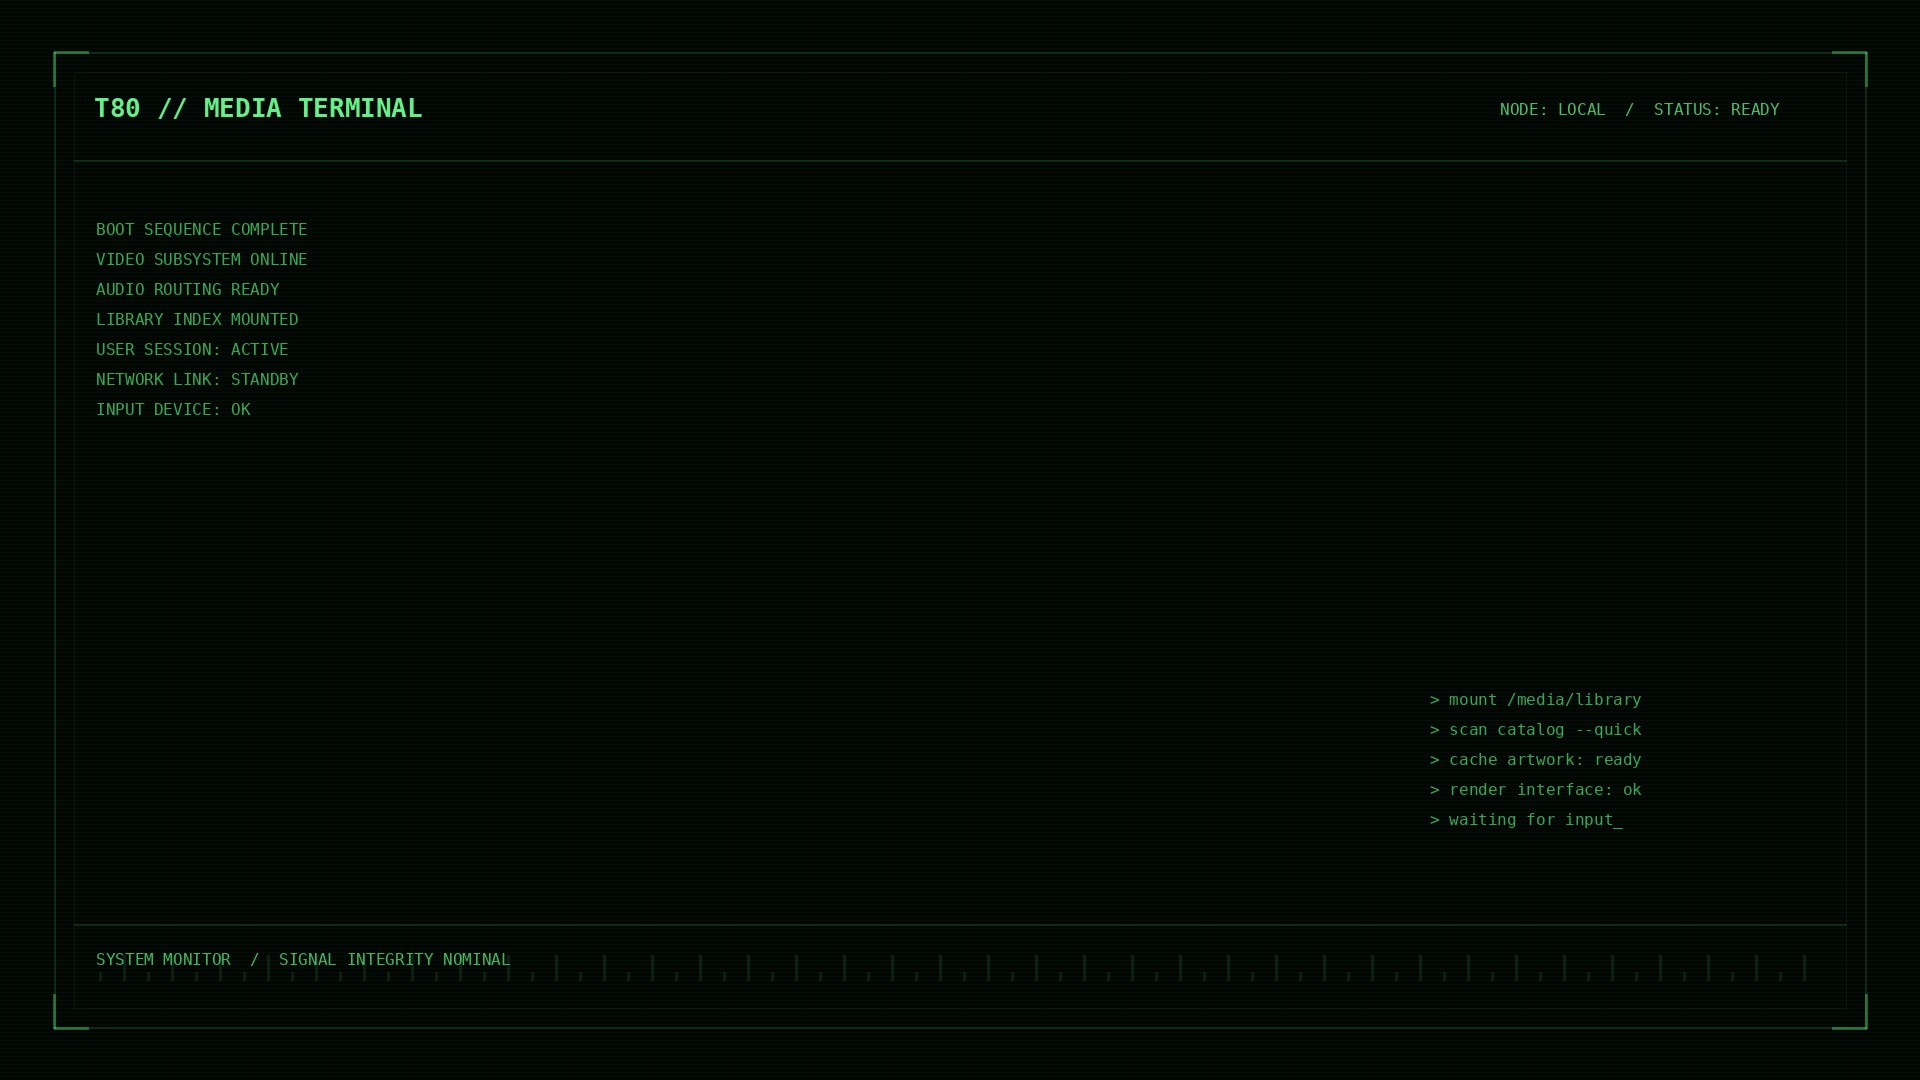 T80 // MEDIA TERMINAL
NODE: LOCAL  /  STATUS: READY
BOOT SEQUENCE COMPLETE
VIDEO SUBSYSTEM ONLINE
AUDIO ROUTING READY
LIBRARY INDEX MOUNTED
USER SESSION: ACTIVE
NETWORK LINK: STANDBY
INPUT DEVICE: OK
> mount /media/library
> scan catalog --quick
> cache artwork: ready
> render interface: ok
> waiting for input_
SYSTEM MONITOR  /  SIGNAL INTEGRITY NOMINAL